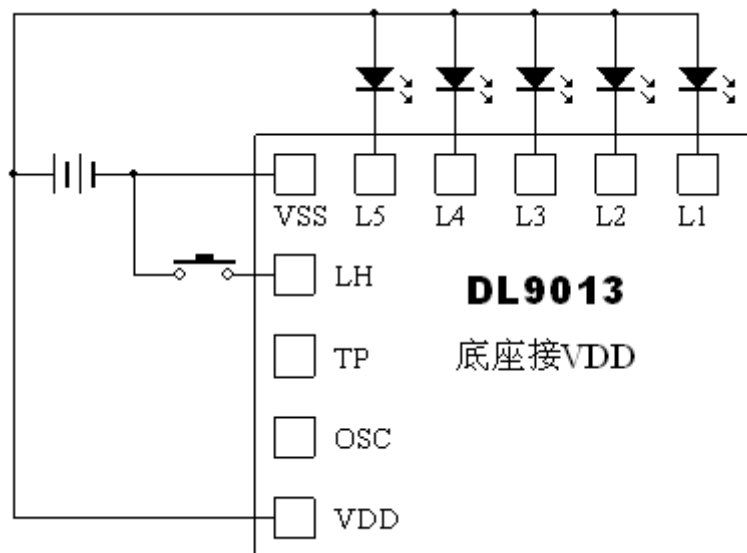 VSS L5 L4 L3 L2 L1
LH
DL9013
TP
底座接VDD
OSC
VDD